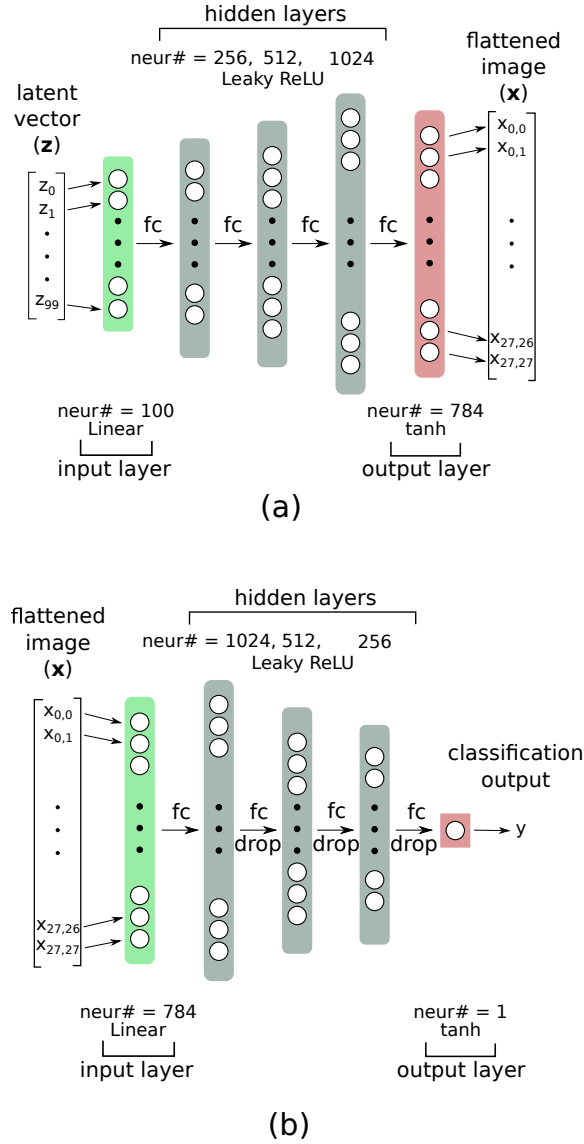 hidden layers
neur# = 256, 512, 1024
Leaky ReLU
flattened
image
(x)
latent
vector
(z)
x0,0
x0,1
z0
z1
z99
fc fc fc fc
x27,26
x27,27
neur# = 100
Linear
input layer
neur# = 784
tanh
output layer
(a)
hidden layers
neur# = 1024, 512, 256
Leaky ReLU
flattened
image
(x)
x0,0
x0,1
classification
output
fc fc fc fc
drop drop drop
y
x27,26
x27,27
neur# = 784
Linear
input layer
neur# = 1
tanh
output layer
(b)